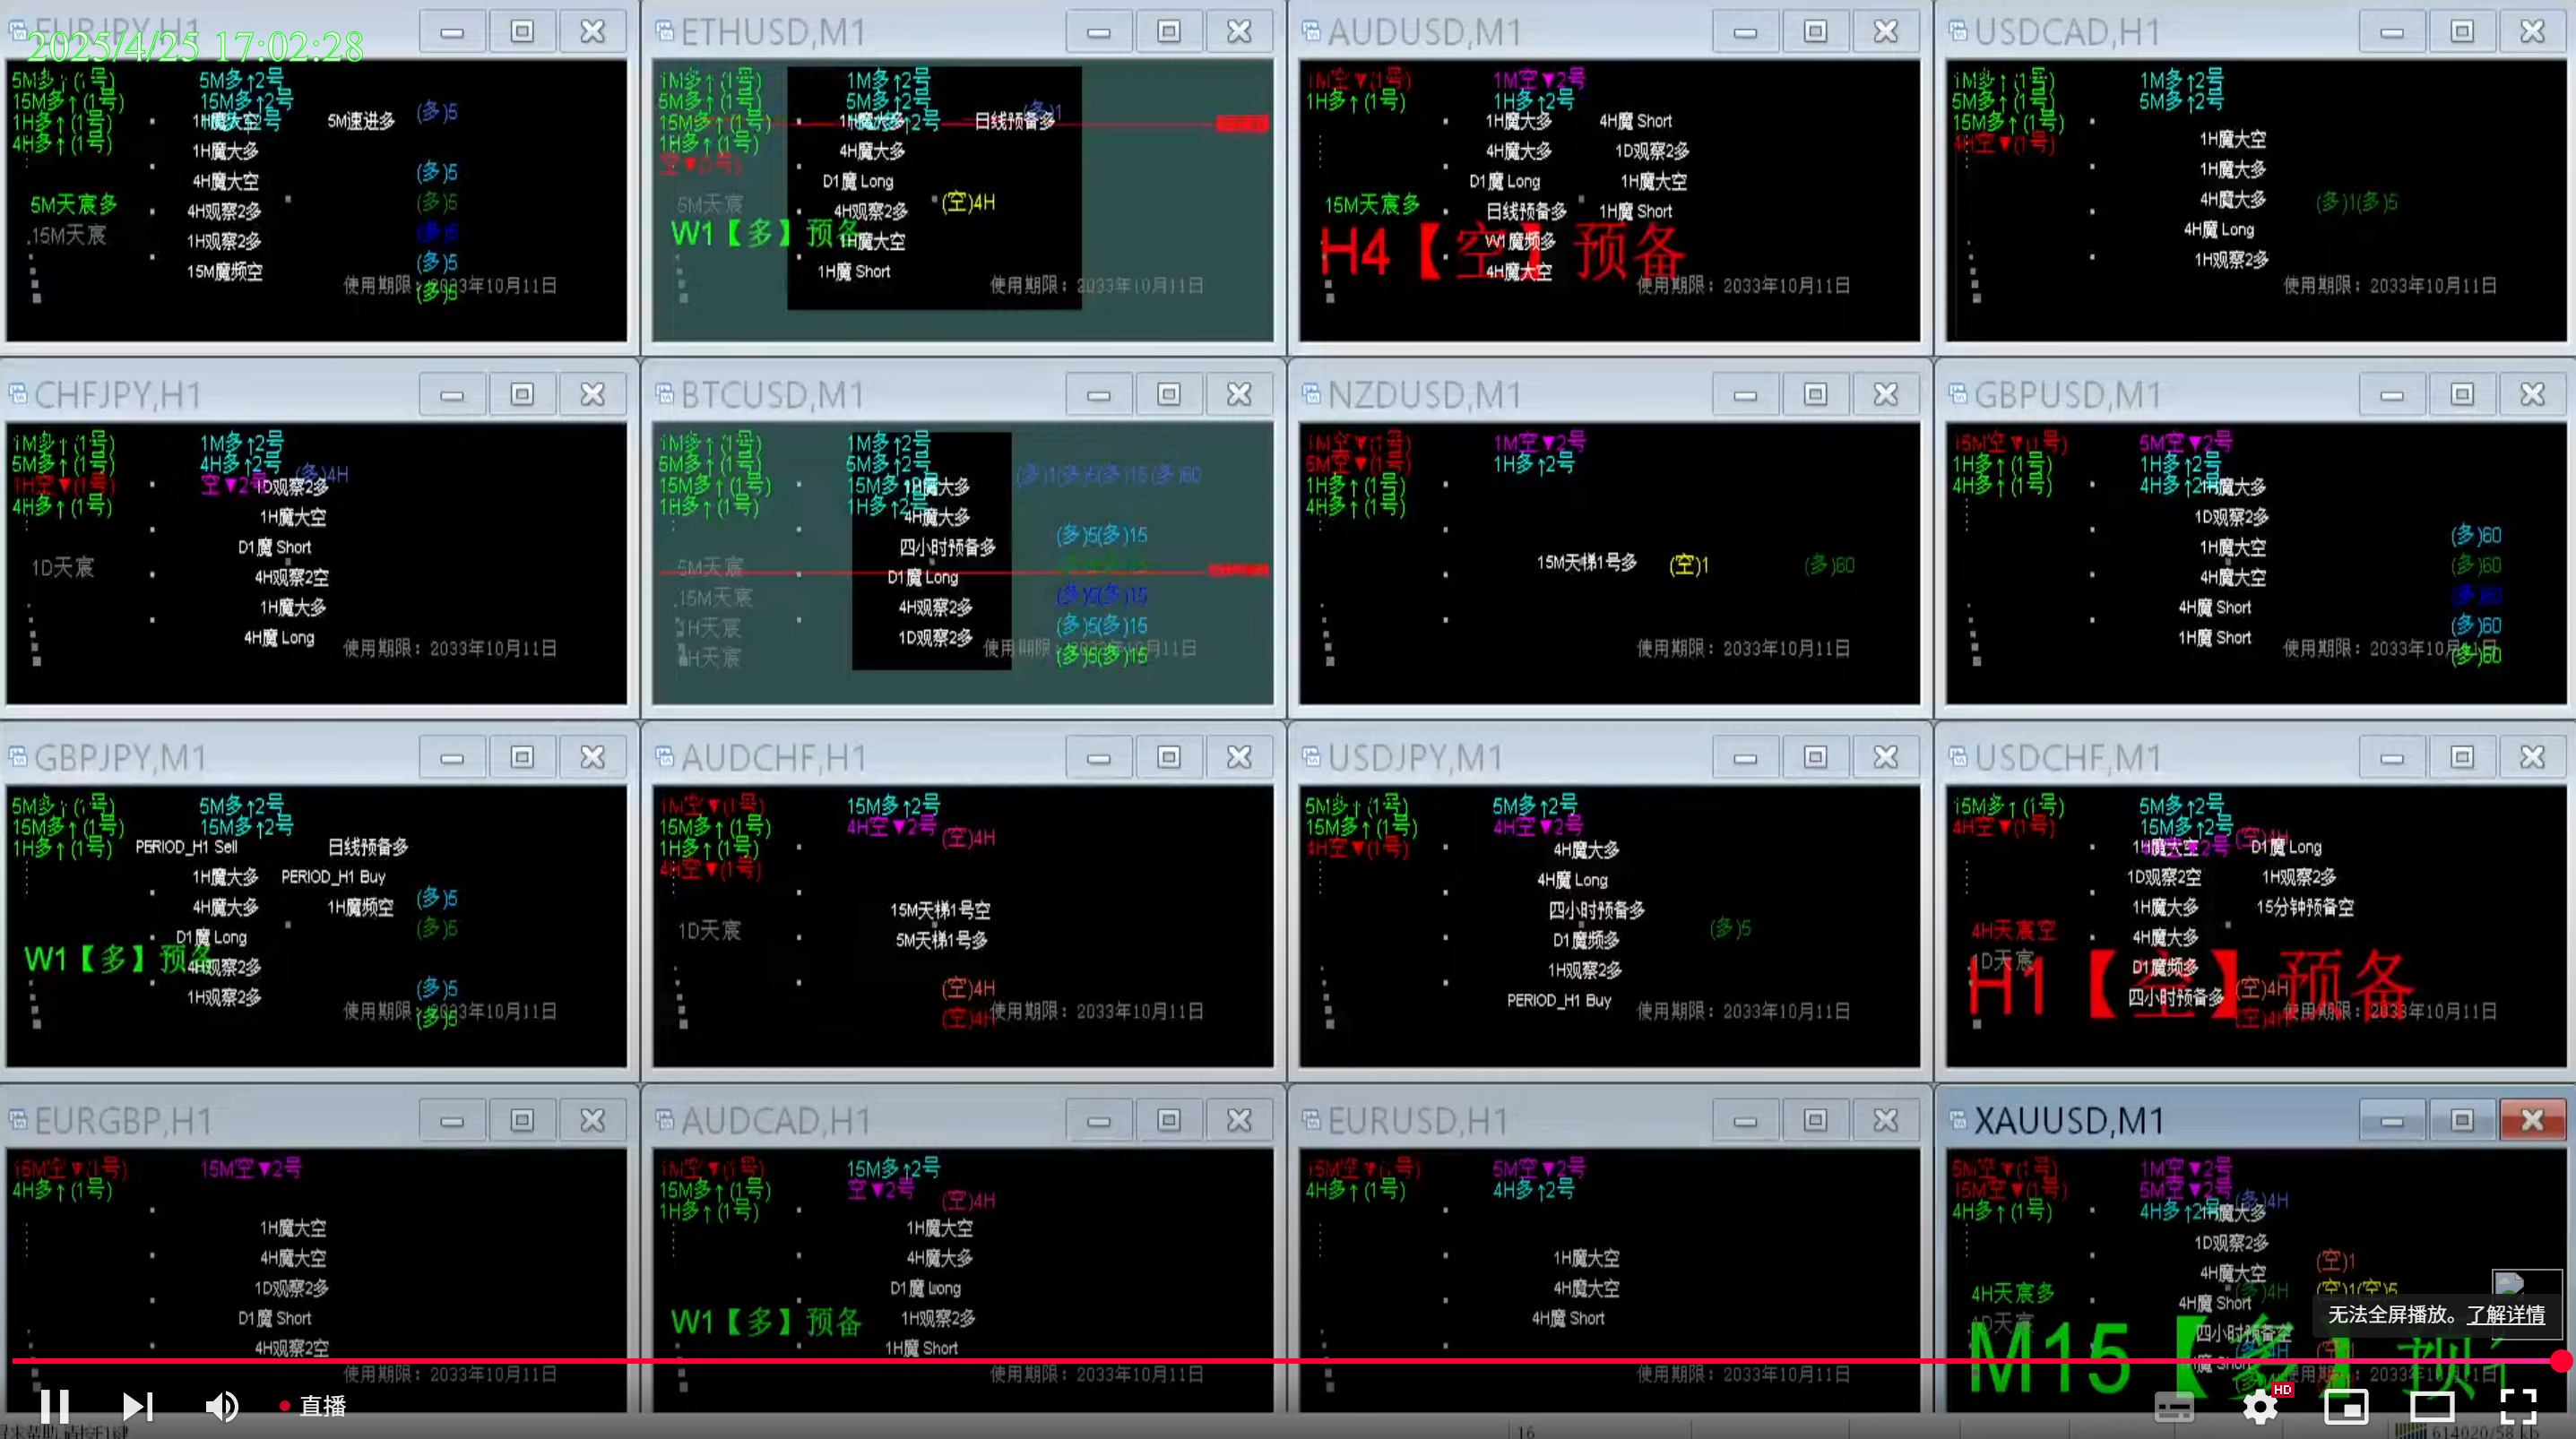 EURJPY,H1
2025/4/25 17:02:28
5M多↑(1号) 5M多↑2号
15M多↑(1号) 15M多↑2号 (多)5
1H多↑(1号) 5M速进多
4H多↑(1号) 1H魔大多
4H魔大空 (多)5
5M天宸多 4H观察2多 (多)5
.15M天宸 1H观察2多 (多)5
15M魔频空 (多)5
使用期限：2033年10月11日
(多)5
ETHUSD,M1
1M多↑(1号) 1M多↑2号
5M多↑(1号) 5M多↑2号
15M多↑(1号) 1H魔大多 日线预备多
1H多↑(1号) 4H魔大多
空▼(1号)
D1魔 Long
5M天宸 4H观察2多 (空)4H
W1【多】预备 1H魔大空
1H魔 Short
使用期限：2033年10月11日
AUDUSD,M1
1M空▼(1号) 1M空▼2号
1H多↑(1号) 1H多↑2号
1H魔大多 4H魔 Short
4H魔大多 1D观察2多
D1魔 Long 1H魔大空
15M天宸多 日线预备多 1H魔 Short
H4【空】预备 W1魔频多
4H魔大空
使用期限：2033年10月11日
USDCAD,H1
1M多↑(1号) 1M多↑2号
5M多↑(1号) 5M多↑2号
15M多↑(1号)
4H空▼(1号) 1H魔大空
1H魔大多
4H魔大多 (多)1(多)5
4H魔 Long
1H观察2多
使用期限：2033年10月11日
CHFJPY,H1
1M多↑(1号) 1M多↑2号
5M多↑(1号) 4H多↑2号 (多)4H
1H空▼(1号) 空▼2号 1D观察2多
4H多↑(1号) 1H魔大空
D1魔 Short
1D天宸 4H观察2空
1H魔大多
4H魔 Long
使用期限：2033年10月11日
BTCUSD,M1
1M多↑(1号) 1M多↑2号
5M多↑(1号) 5M多↑2号 (多)1(多)5(多)15(多)60
15M多↑(1号) 15M多↑2号 1H魔大多
1H多↑(1号) 1H多↑2号 4H魔大多
四小时预备多 (多)5(多)15
5M天宸 D1魔 Long
.15M天宸 4H观察2多 (多)5(多)15
1H天宸 1D观察2多 (多)5(多)15
H天宸 (多)5(多)15
NZDUSD,M1
1M空▼(1号) 1M空▼2号
5M空▼(1号) 1H多↑2号
1H多↑(1号)
4H多↑(1号)
15M天梯1号多 (空)1 (多)60
使用期限：2033年10月11日
GBPUSD,M1
15M空▼(1号) 5M空▼2号
1H多↑(1号) 1H多↑2号
4H多↑(1号) 4H多↑2号 1H魔大多
1D观察2多
1H魔大空 (多)60
4H魔大空 (多)60
4H魔 Short (多)60
1H魔 Short (多)60
使用期限：2033年10月11日
(多)60
GBPJPY,M1
5M多↑(1号) 5M多↑2号
15M多↑(1号) 15M多↑2号
1H多↑(1号) PERIOD_H1 Sell 日线预备多
1H魔大多 PERIOD_H1 Buy
4H魔大多 1H魔频空 (多)5
D1魔 Long (多)5
W1【多】预备 4H观察2多
1H观察2多 (多)5
使用期限：2033年10月11日
(多)5
AUDCHF,H1
1M空▼(1号) 15M多↑2号
15M多↑(1号) 4H空▼2号 (空)4H
1H多↑(1号)
4H空▼(1号)
15M天梯1号空
1D天宸 5M天梯1号多
(空)4H
(空)4H 使用期限：2033年10月11日
USDJPY,M1
5M多↑(1号) 5M多↑2号
15M多↑(1号) 4H空▼2号
4H空▼(1号) 4H魔大多
4H魔 Long
四小时预备多
D1魔频多 (多)5
1H观察2多
PERIOD_H1 Buy
使用期限：2033年10月11日
USDCHF,M1
15M多↑(1号) 5M多↑2号
4H空▼(1号) 15M多↑2号 (空)4H
1H魔大空 D1魔 Long
1D观察2空 1H观察2多
1H魔大多 15分钟预备空
4H天宸空 4H魔大多
1D天宸 D1魔频多
H1【空】预备
四小时预备多 (空)4H
(空)4H 使用期限：2033年10月11日
EURGBP,H1
15M空▼(1号) 15M空▼2号
4H多↑(1号)
1H魔大空
4H魔大空
1D观察2多
D1魔 Short
4H观察2空
使用期限：2033年10月11日
AUDCAD,H1
1M空▼(1号) 15M多↑2号
15M多↑(1号) 空▼2号 (空)4H
1H多↑(1号)
1H魔大空
4H魔大多
D1魔 Long
W1【多】预备 1H观察2多
1H魔 Short
使用期限：2033年10月11日
EURUSD,H1
15M空▼(1号) 5M空▼2号
4H多↑(1号) 4H多↑2号
1H魔大空
4H魔大空
4H魔 Short
使用期限：2033年10月11日
XAUUSD,M1
5M空▼(1号) 1M空▼2号
15M空▼(1号) 5M空▼2号 (多)4H
4H多↑(1号) 4H多↑2号 1H魔大多
1D观察2多
4H魔大空 (空)1
4H天宸多 4H魔 Short (多)4H (空)1(空)5
1D天宸 四小时预备空
无法全屏播放。了解详情
M15【多】预
直播
HD
16
614020/58 kb